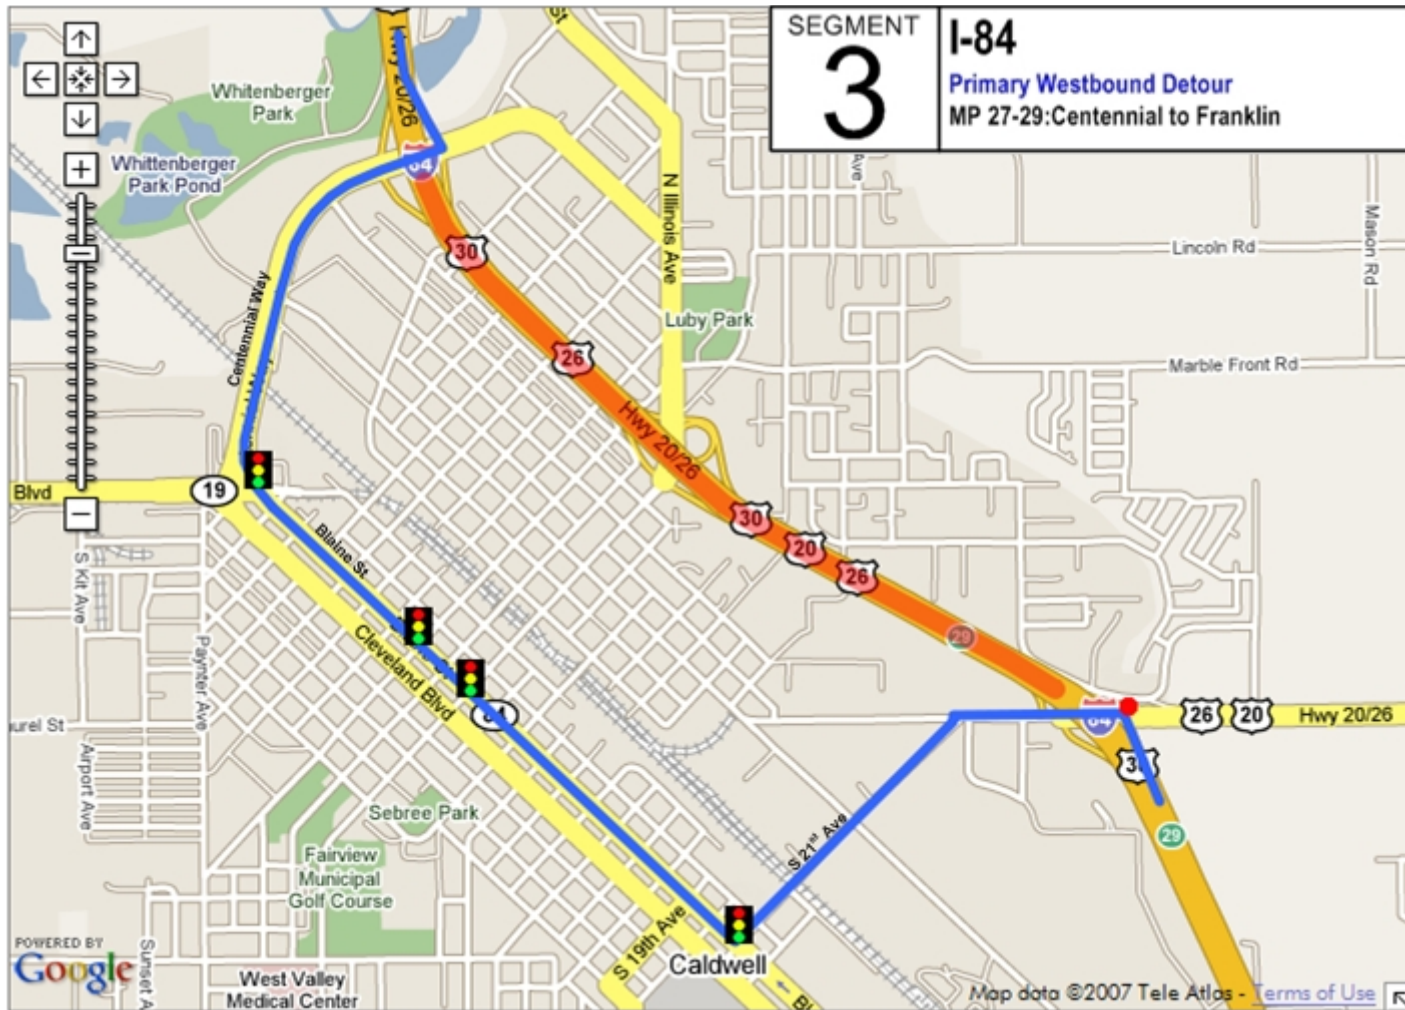 SEGMENT
3
I-84
Primary Westbound Detour
MP 27-29:Centennial to Franklin
Hwy 20/26
St
Whitenberger
Park
Whittenberger
Park Pond
84
30
N Illinois Ave
Ave
Lincoln Rd
Mason Rd
Luby Park
26
Marble Front Rd
Centennial Way
Hwy 20/26
Blvd
19
30
20
26
Blaine St
S Kit Ave
Cleveland Blvd
Paynter Ave
29
84
26
20
Hwy 20/26
30
29
Airport Ave
Sebree Park
S 21st Ave
Fairview
Municipal
Golf Course
S 19th Ave
Caldwell
Sunset A
West Valley
Medical Center
POWERED BY
Google
Map data ©2007 Tele Atlas - Terms of Use